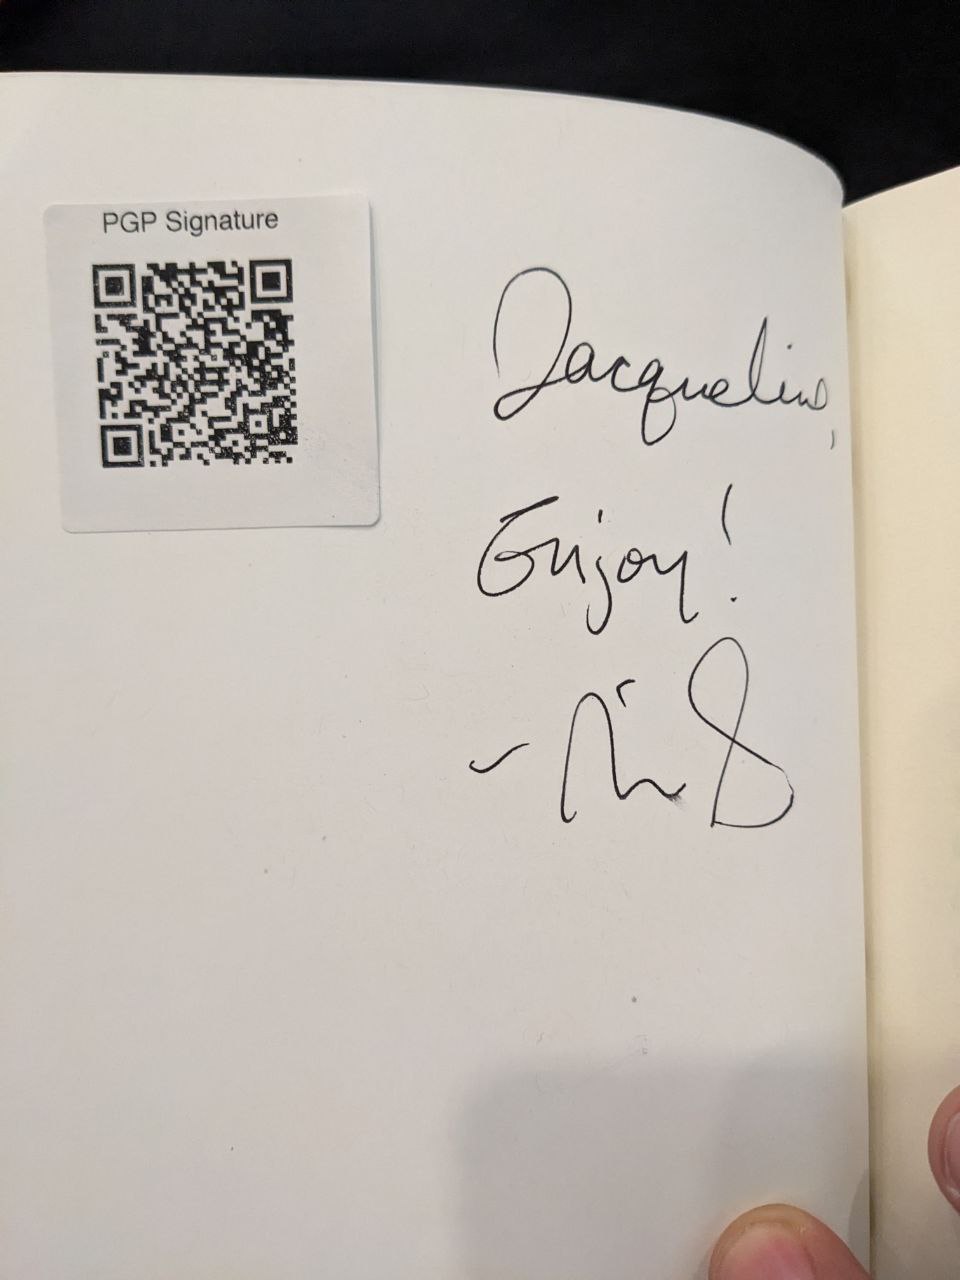 PGP Signature
Jacqueline,
Enjoy!